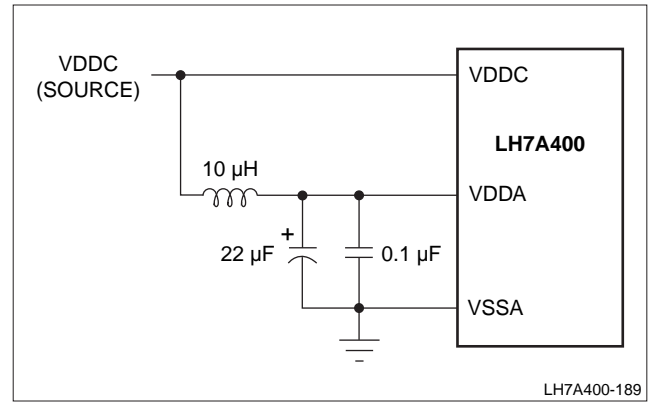 VDDC
(SOURCE)
VDDC
LH7A400
10 µH
VDDA
+
22 µF
0.1 µF
VSSA
LH7A400-189